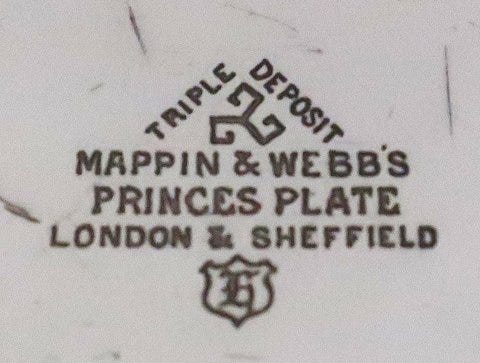 TRIPLE DEPOSIT
MAPPIN & WEBB'S
PRINCES PLATE
LONDON & SHEFFIELD